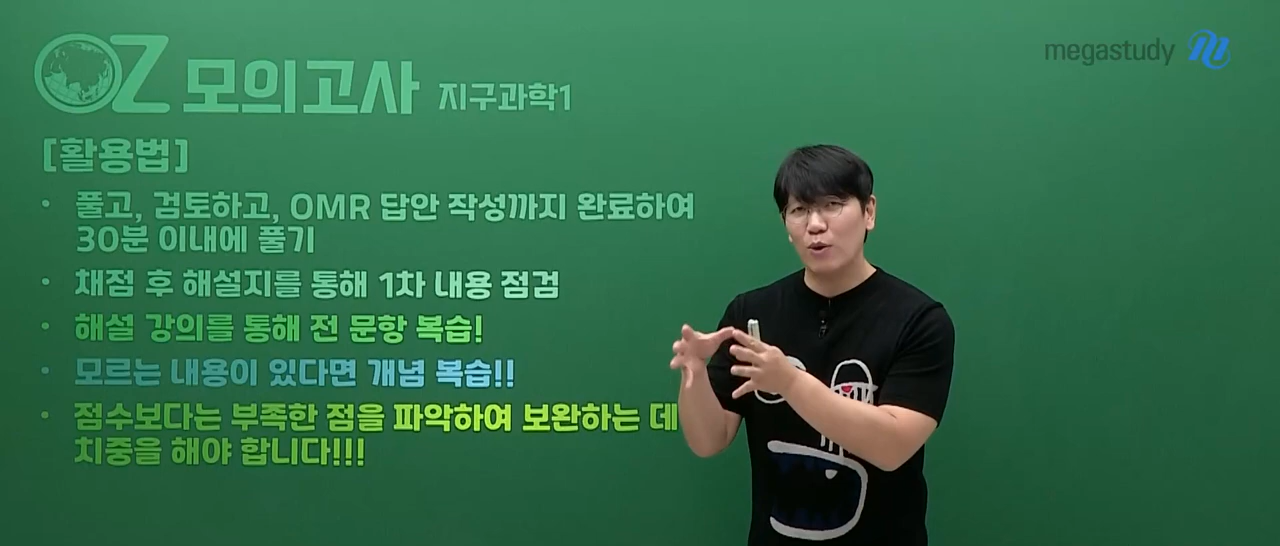 OZ 모의고사 지구과학1
megastudy
[활용법]
• 풀고, 검토하고, OMR 답안 작성까지 완료하여
30분 이내에 풀기
• 채점 후 해설지를 통해 1차 내용 점검
• 해설 강의를 통해 전 문항 복습!
• 모르는 내용이 있다면 개념 복습!!
• 점수보다는 부족한 점을 파악하여 보완하는 데
치중을 해야 합니다!!!